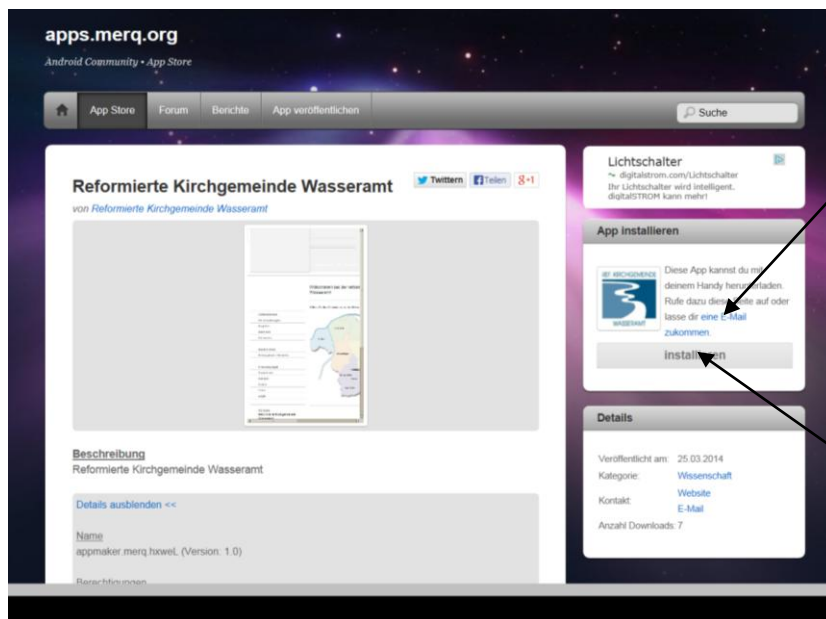 apps.merq.org
Android Community • App Store
App Store Forum Berichte App veröffentlichen
Suche
Reformierte Kirchgemeinde Wasseramt
Twittern Teilen +1
von Reformierte Kirchgemeinde Wasseramt
Beschreibung
Reformierte Kirchgemeinde Wasseramt
Details ausblenden <<
Name
appmaker.merq.hxweL (Version: 1.0)
Berechtigungen
Lichtschalter
digitalstrom.com/Lichtschalter
Ihr Lichtschalter wird intelligent.
digitalSTROM kann mehr!
App installieren
REF KIRCHGEMEINDE
WASSERAMT
Diese App kannst du mit
deinem Handy herunterladen.
Rufe dazu diese Seite auf oder
lasse dir eine E-Mail
zukommen.
installieren
Details
Veröffentlicht am: 25.03.2014
Kategorie: Wissenschaft
Kontakt: Website
E-Mail
Anzahl Downloads: 7